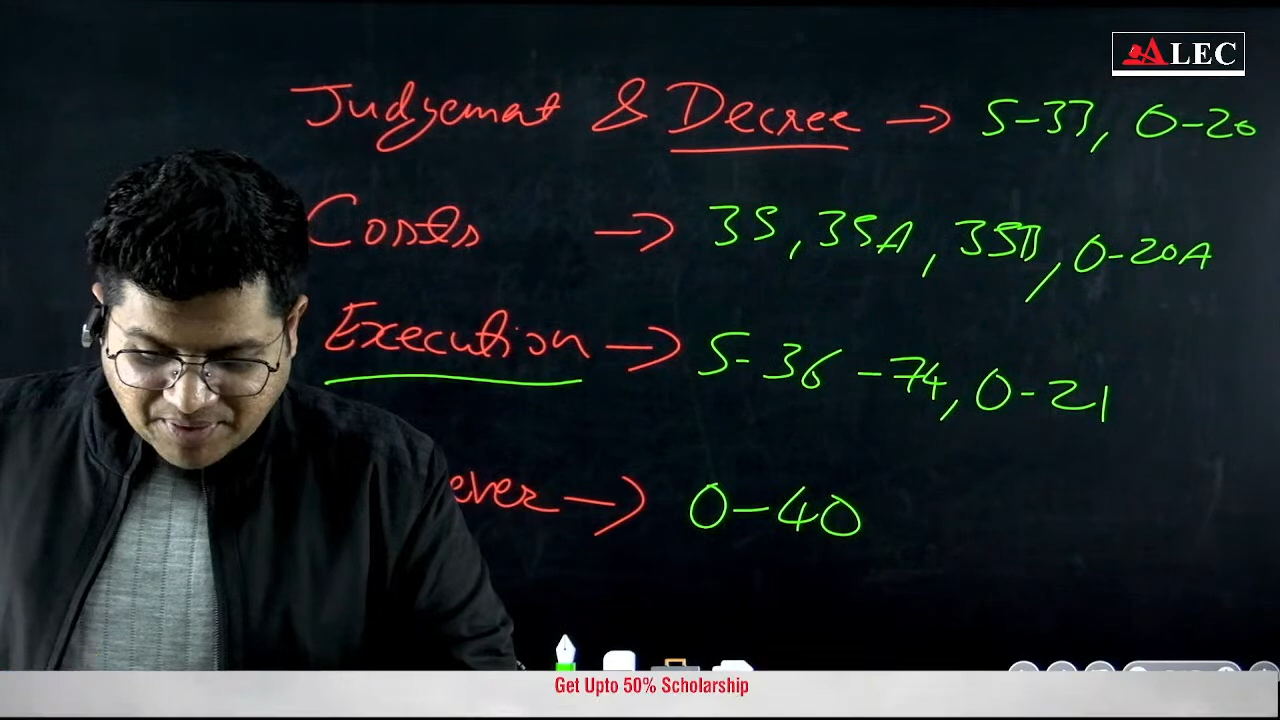 ALEC
Judgement & Decree → S-33, O-20
Costs → 35, 35A, 35B, O-20A
Execution → S-36-74, O-21
ever → O-40
Get Upto 50% Scholarship